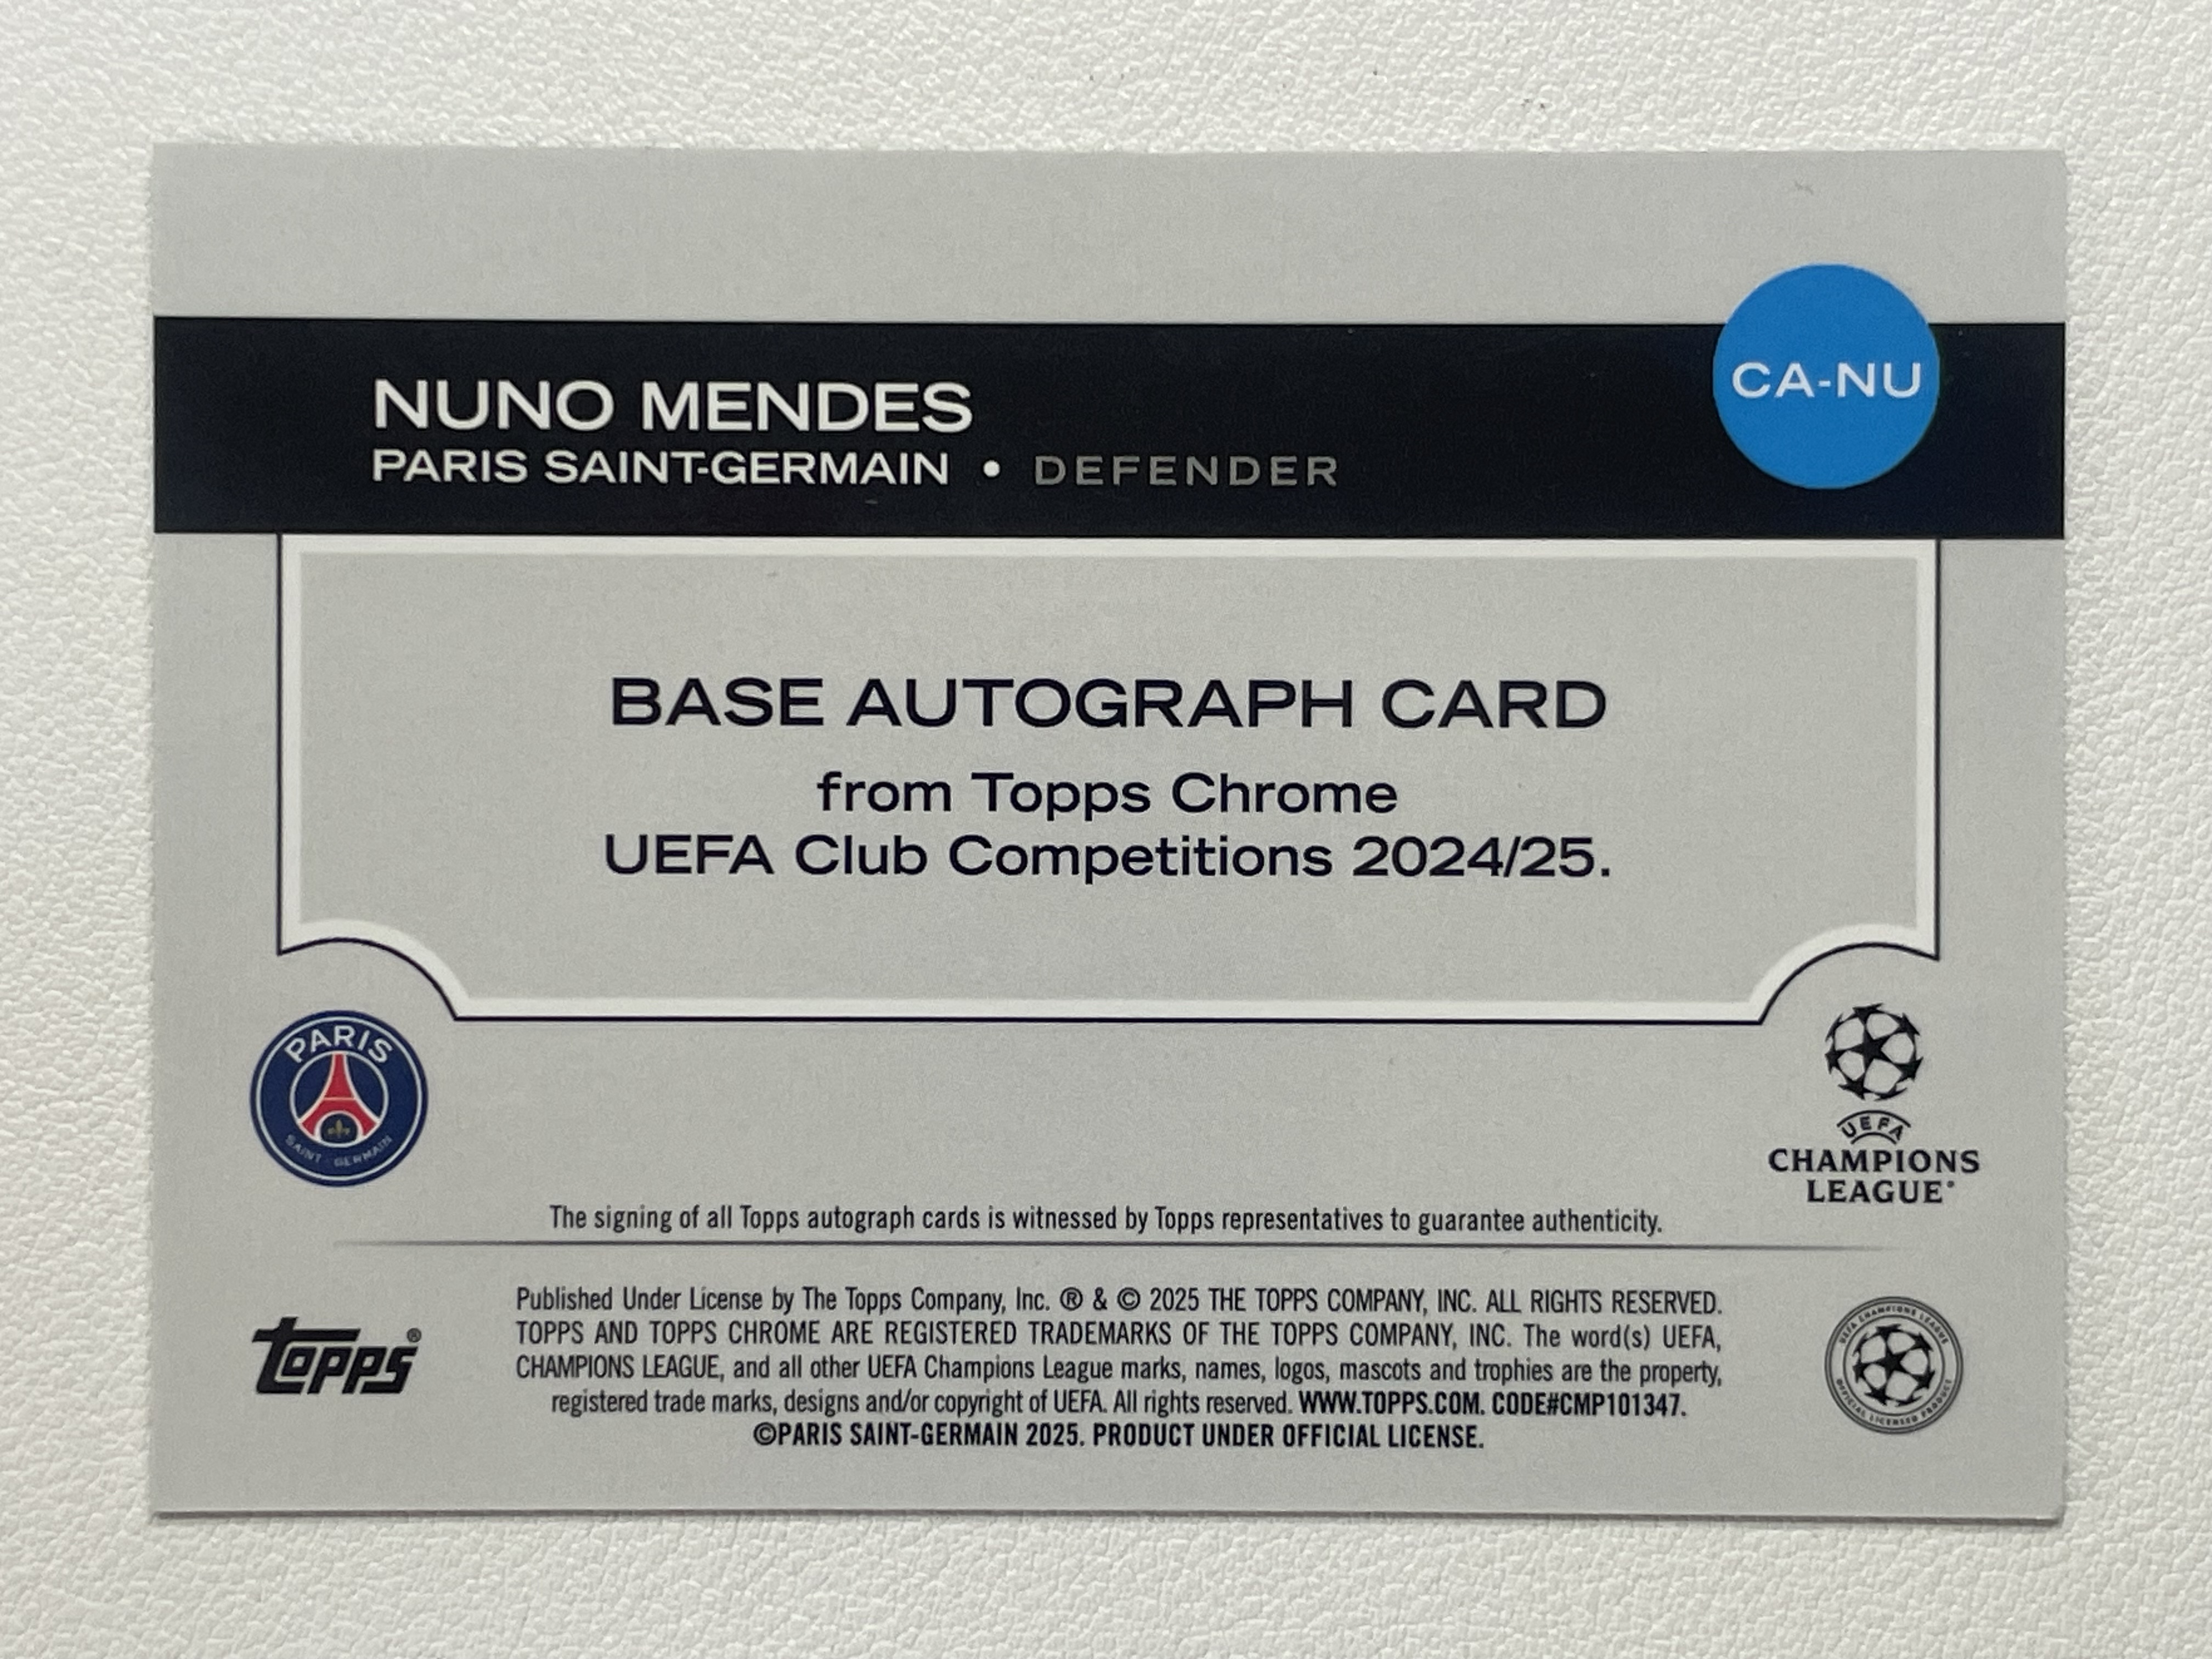 NUNO MENDES
PARIS SAINT-GERMAIN • DEFENDER
CA-NU
BASE AUTOGRAPH CARD
from Topps Chrome
UEFA Club Competitions 2024/25.
PARIS
SAINT-GERMAIN
UEFA
CHAMPIONS
LEAGUE®
The signing of all Topps autograph cards is witnessed by Topps representatives to guarantee authenticity.
topps®
Published Under License by The Topps Company, Inc. ® & © 2025 THE TOPPS COMPANY, INC. ALL RIGHTS RESERVED.
TOPPS AND TOPPS CHROME ARE REGISTERED TRADEMARKS OF THE TOPPS COMPANY, INC. The word(s) UEFA,
CHAMPIONS LEAGUE, and all other UEFA Champions League marks, names, logos, mascots and trophies are the property,
registered trade marks, designs and/or copyright of UEFA. All rights reserved. WWW.TOPPS.COM. CODE#CMP101347.
©PARIS SAINT-GERMAIN 2025. PRODUCT UNDER OFFICIAL LICENSE.
UEFA CHAMPIONS LEAGUE
OFFICIAL LICENSED PRODUCT